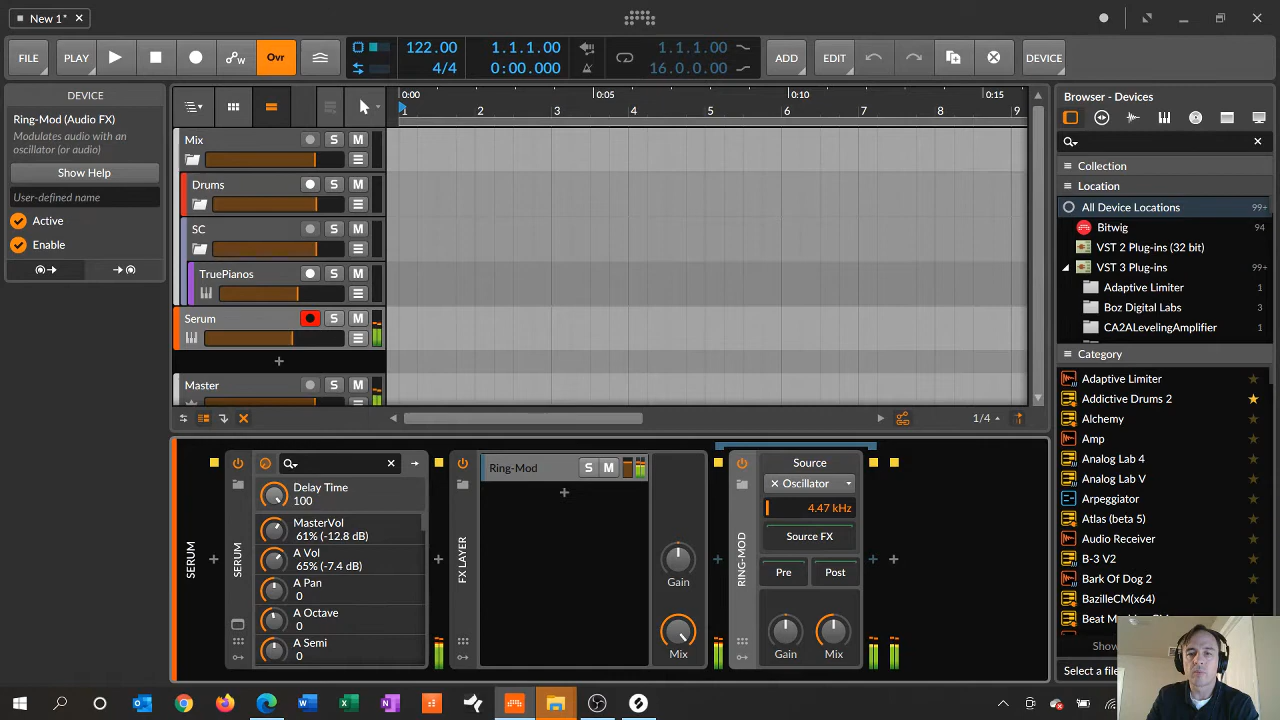 New 1*
FILE
PLAY
Ovr
122.00
4/4
1.1.1.00
0:00.000
1.1.1.00
16.0.0.00
ADD
EDIT
DEVICE
DEVICE
Ring-Mod (Audio FX)
Modulates audio with an
oscillator (or audio)
Show Help
User-defined name
Active
Enable
0:00
0:05
0:10
0:15
1
2
3
4
5
6
7
8
9
Mix
S
M
Drums
S
M
SC
S
M
TruePianos
S
M
Serum
S
M
+
Master
S
M
1/4
Browser - Devices
Collection
Location
All Device Locations 99+
Bitwig 94
VST 2 Plug-ins (32 bit)
VST 3 Plug-ins 99+
Adaptive Limiter 1
Boz Digital Labs 3
CA2ALevelingAmplifier 1
Category
Adaptive Limiter
Addictive Drums 2
Alchemy
Amp
Analog Lab 4
Analog Lab V
Arpeggiator
Atlas (beta 5)
Audio Receiver
B-3 V2
Bark Of Dog 2
BazilleCM(x64)
Select a file
SERUM
SERUM
Delay Time
100
MasterVol
61% (-12.8 dB)
A Vol
65% (-7.4 dB)
A Pan
0
A Octave
0
A Semi
0
FX LAYER
Ring-Mod
S
M
Gain
Mix
RING-MOD
Source
Oscillator
4.47 kHz
Source FX
Pre
Post
Gain
Mix